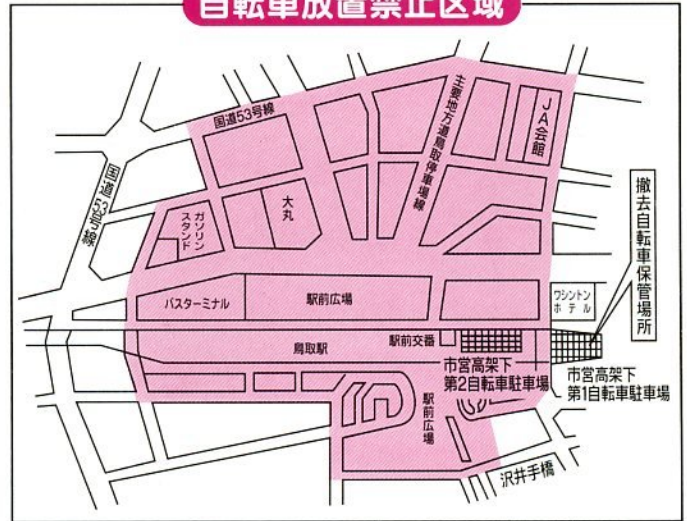 自転車放置禁止区域
国道53号線
主要地方道鳥取停車場線
JA会館
国道53号線
ガソリン
スタンド
大丸
撤去自転車保管場所
バスターミナル
駅前広場
ワシントン
ホテル
鳥取駅
駅前交番
市営高架下
第2自転車駐車場
市営高架下
第1自転車駐車場
駅前広場
沢井手橋